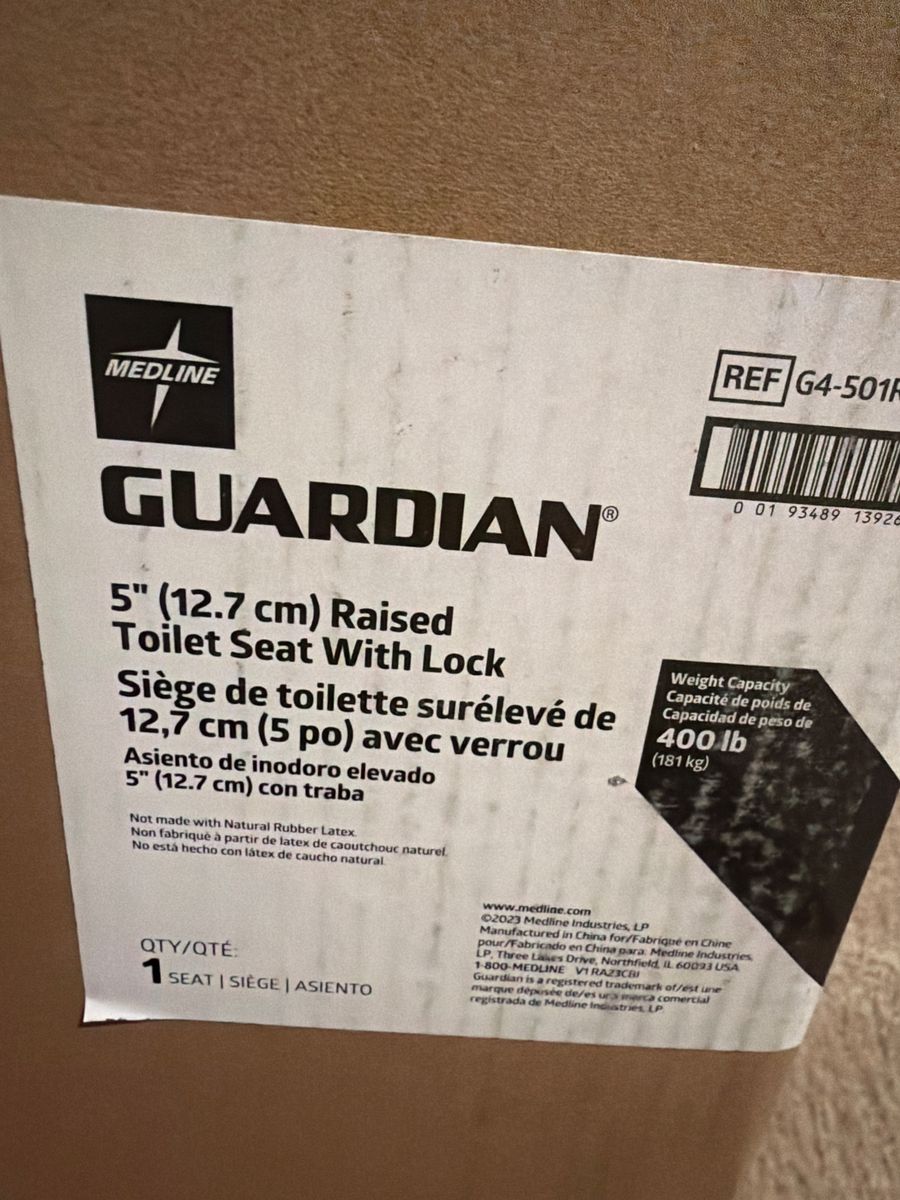 MEDLINE
GUARDIAN®
5" (12.7 cm) Raised
Toilet Seat With Lock
Siège de toilette surélevé de
12,7 cm (5 po) avec verrou
Asiento de inodoro elevado
5" (12.7 cm) con traba
Not made with Natural Rubber Latex.
Non fabriqué à partir de latex de caoutchouc naturel.
No está hecho con látex de caucho natural.
QTY/QTÉ:
1 SEAT | SIÈGE | ASIENTO
REF G4-501
0 01 93489 13926
Weight Capacity
Capacité de poids de
Capacidad de peso de
400 lb
(181 kg)
www.medline.com
©2023 Medline Industries, LP
Manufactured in China for/Fabriqué en Chine
pour/Fabricado en China para: Medline Industries,
LP, Three Lakes Drive, Northfield, IL 60093 USA
1-800-MEDLINE V1 RA23CBI
Guardian is a registered trademark of/est une
marque déposée de/es una marca comercial
registrada de Medline Industries, LP.